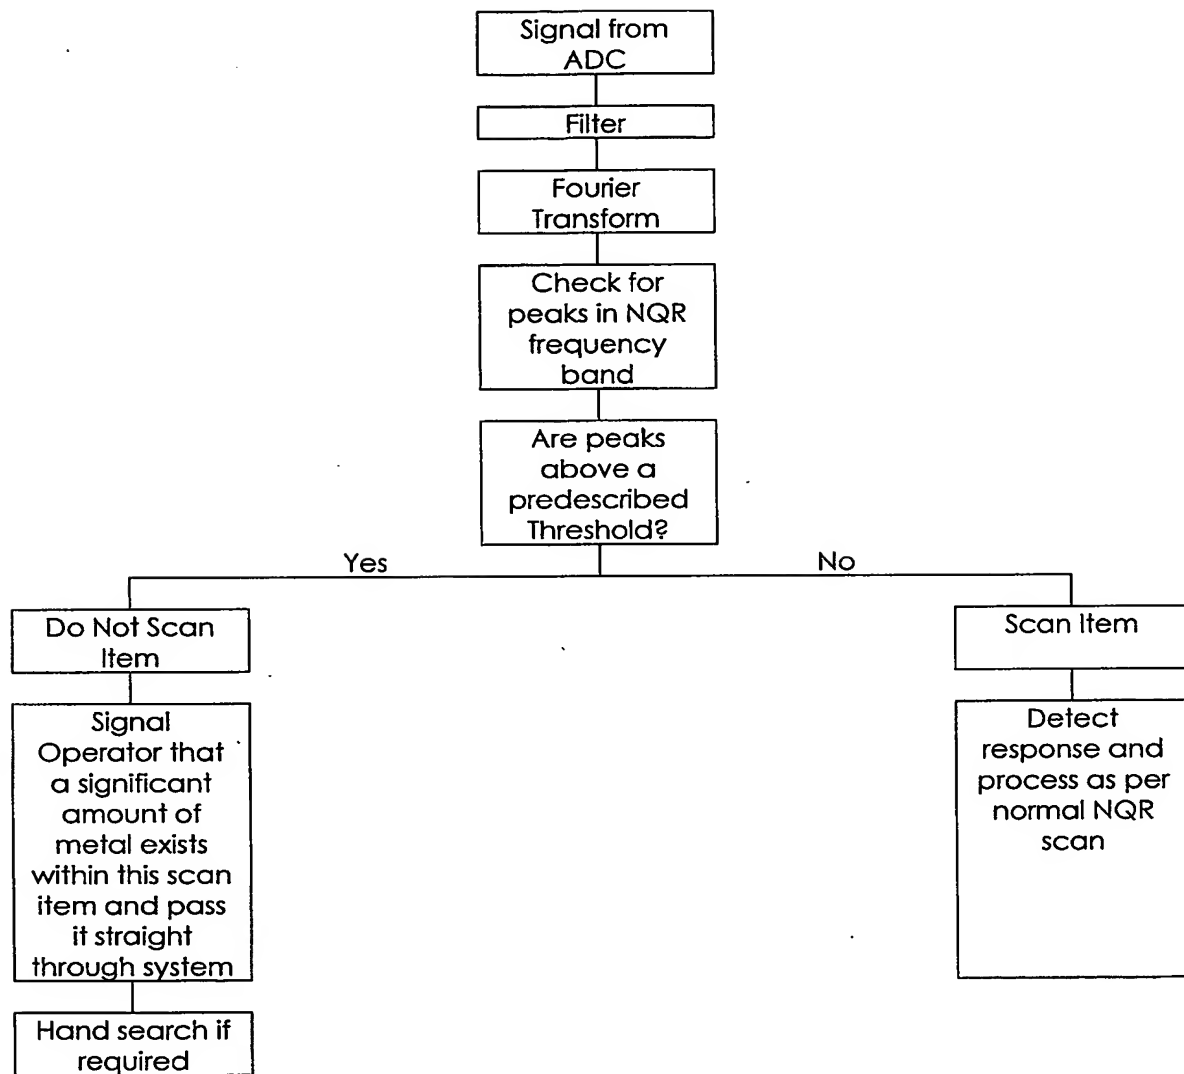 Signal from
ADC
Filter
Fourier
Transform
Check for
peaks in NQR
frequency
band
Are peaks
above a
predescribed
Threshold?
Yes
No
Do Not Scan
Item
Signal
Operator that
a significant
amount of
metal exists
within this scan
item and pass
it straight
through system
Hand search if
required
Scan Item
Detect
response and
process as per
normal NQR
scan